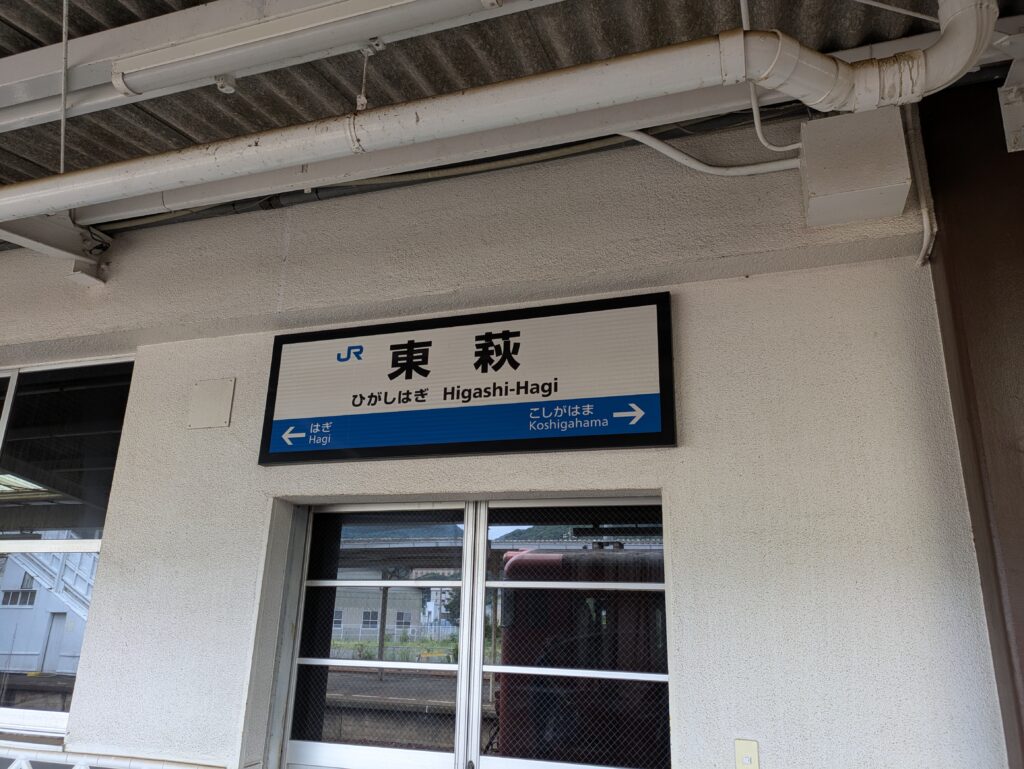 JR 東萩
ひがしはぎ Higashi-Hagi
← はぎ
Hagi
こしがはま →
Koshigahama